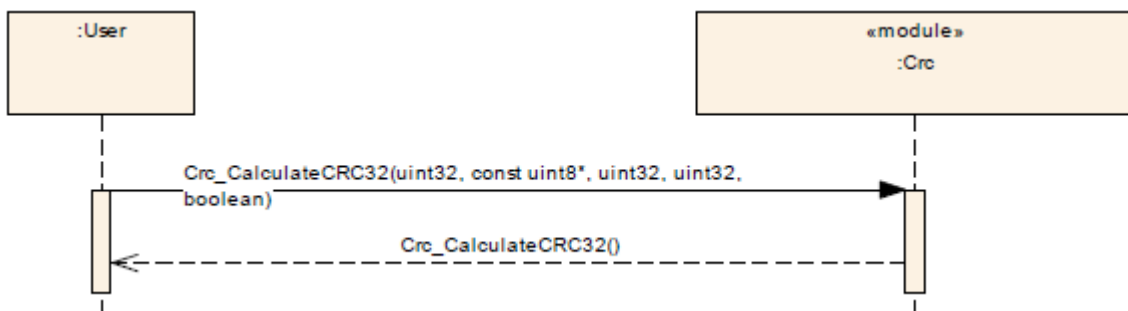 :User
«module»
:Crc
Crc_CalculateCRC32(uint32, const uint8*, uint32, uint32,
boolean)
Crc_CalculateCRC32()